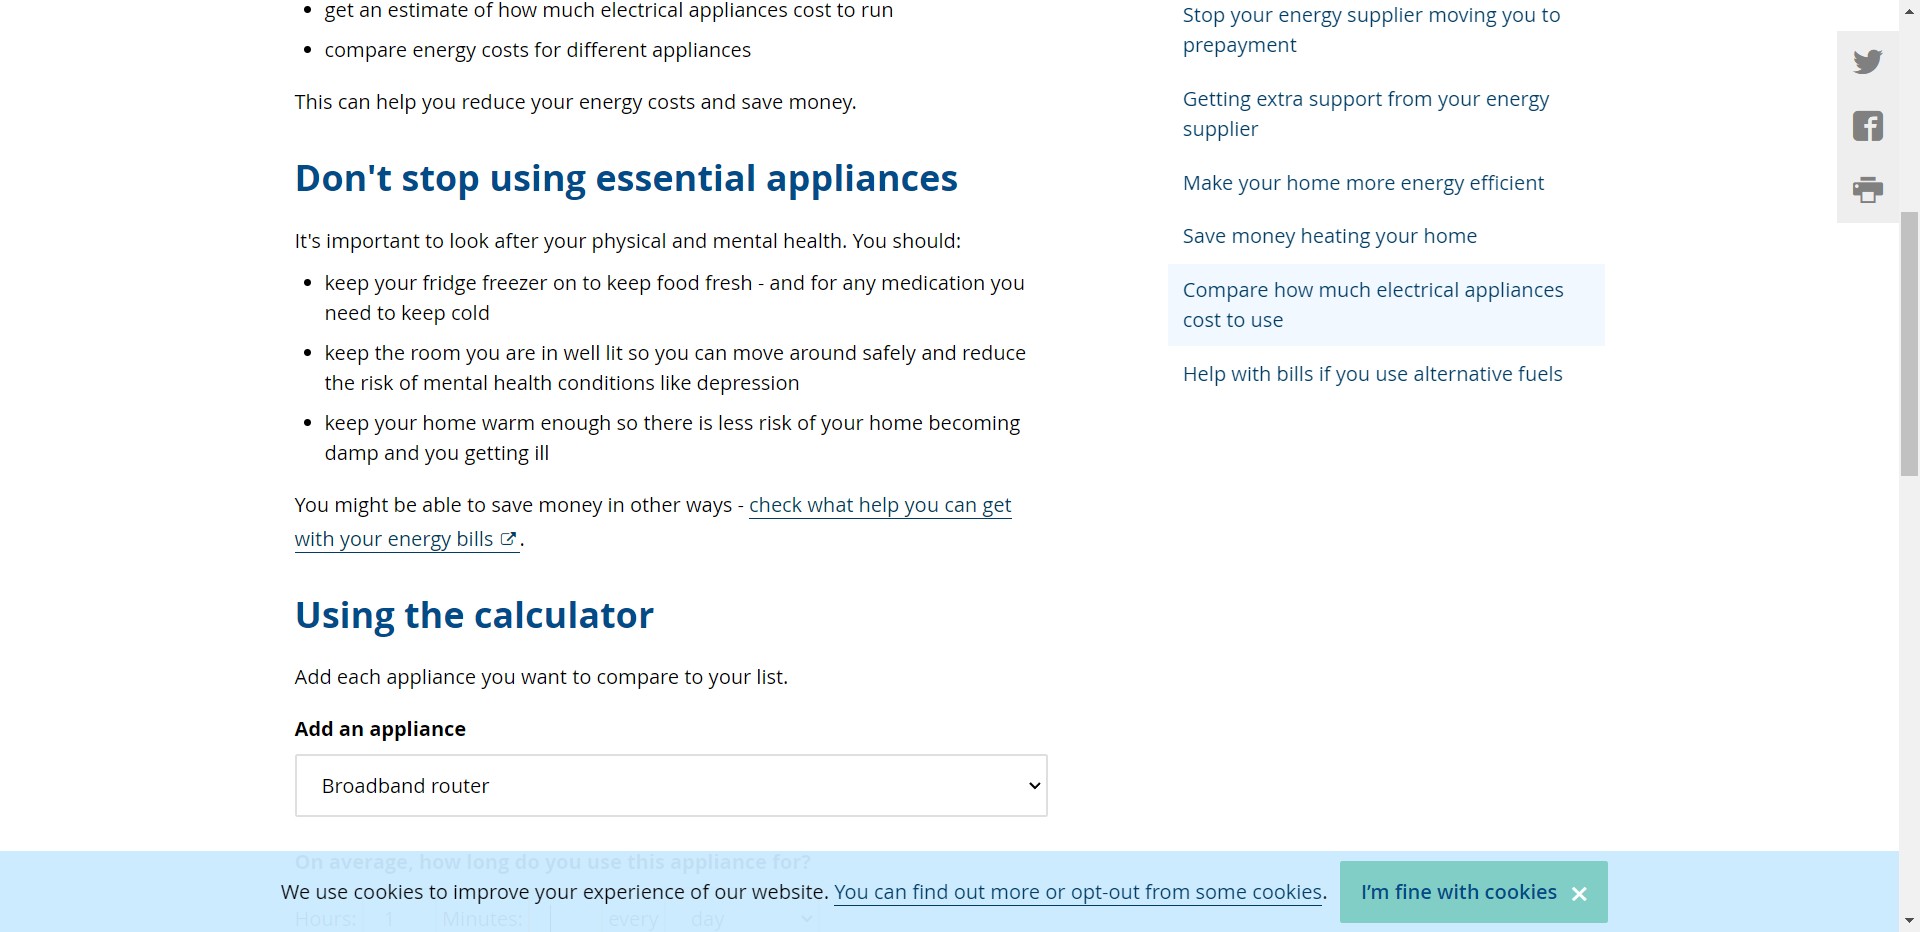 get an estimate of how much electrical appliances cost to run
compare energy costs for different appliances
This can help you reduce your energy costs and save money.
Don't stop using essential appliances
It's important to look after your physical and mental health. You should:
keep your fridge freezer on to keep food fresh - and for any medication you
need to keep cold
keep the room you are in well lit so you can move around safely and reduce
the risk of mental health conditions like depression
keep your home warm enough so there is less risk of your home becoming
damp and you getting ill
You might be able to save money in other ways - check what help you can get
with your energy bills.
Using the calculator
Add each appliance you want to compare to your list.
Add an appliance
Broadband router
On average, how long do you use this appliance for?
Hours: 1 Minutes: every day
Stop your energy supplier moving you to
prepayment
Getting extra support from your energy
supplier
Make your home more energy efficient
Save money heating your home
Compare how much electrical appliances
cost to use
Help with bills if you use alternative fuels
We use cookies to improve your experience of our website. You can find out more or opt-out from some cookies. I'm fine with cookies ×